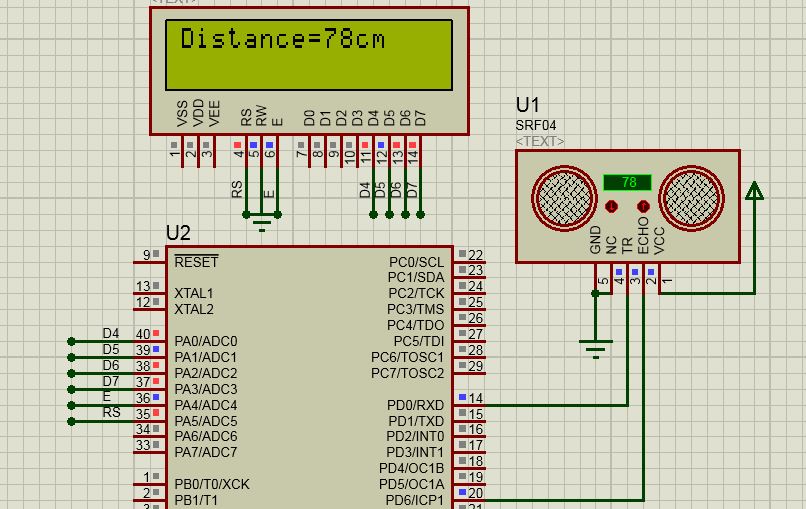 <TEXT>
Distance=78cm
VSS VDD VEE RS RW E D0 D1 D2 D3 D4 D5 D6 D7
1 2 3 4 5 6 7 8 9 10 11 12 13 14
RS E D4 D5 D6 D7
U1
SRF04
<TEXT>
78
GND NC TR ECHO VCC
5 4 3 2 1
U2
9 RESET PC0/SCL 22
PC1/SDA 23
13 XTAL1 PC2/TCK 24
12 XTAL2 PC3/TMS 25
PC4/TDO 26
D4 40 PA0/ADC0 PC5/TDI 27
D5 39 PA1/ADC1 PC6/TOSC1 28
D6 38 PA2/ADC2 PC7/TOSC2 29
D7 37 PA3/ADC3
E 36 PA4/ADC4 PD0/RXD 14
RS 35 PA5/ADC5 PD1/TXD 15
34 PA6/ADC6 PD2/INT0 16
33 PA7/ADC7 PD3/INT1 17
PD4/OC1B 18
1 PB0/T0/XCK PD5/OC1A 19
2 PB1/T1 PD6/ICP1 20
3 21